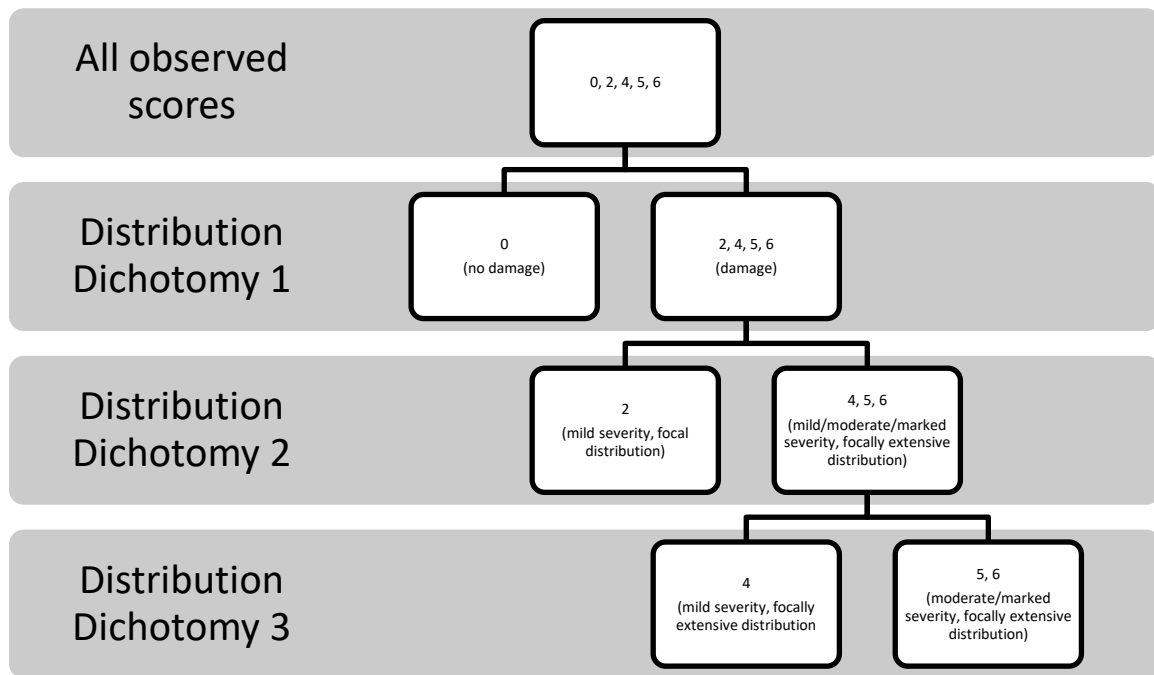 All observed
scores
0, 2, 4, 5, 6
Distribution
Dichotomy 1
0
(no damage)
2, 4, 5, 6
(damage)
Distribution
Dichotomy 2
2
(mild severity, focal
distribution)
4, 5, 6
(mild/moderate/marked
severity, focally extensive
distribution)
Distribution
Dichotomy 3
4
(mild severity, focally
extensive distribution
5, 6
(moderate/marked
severity, focally extensive
distribution)